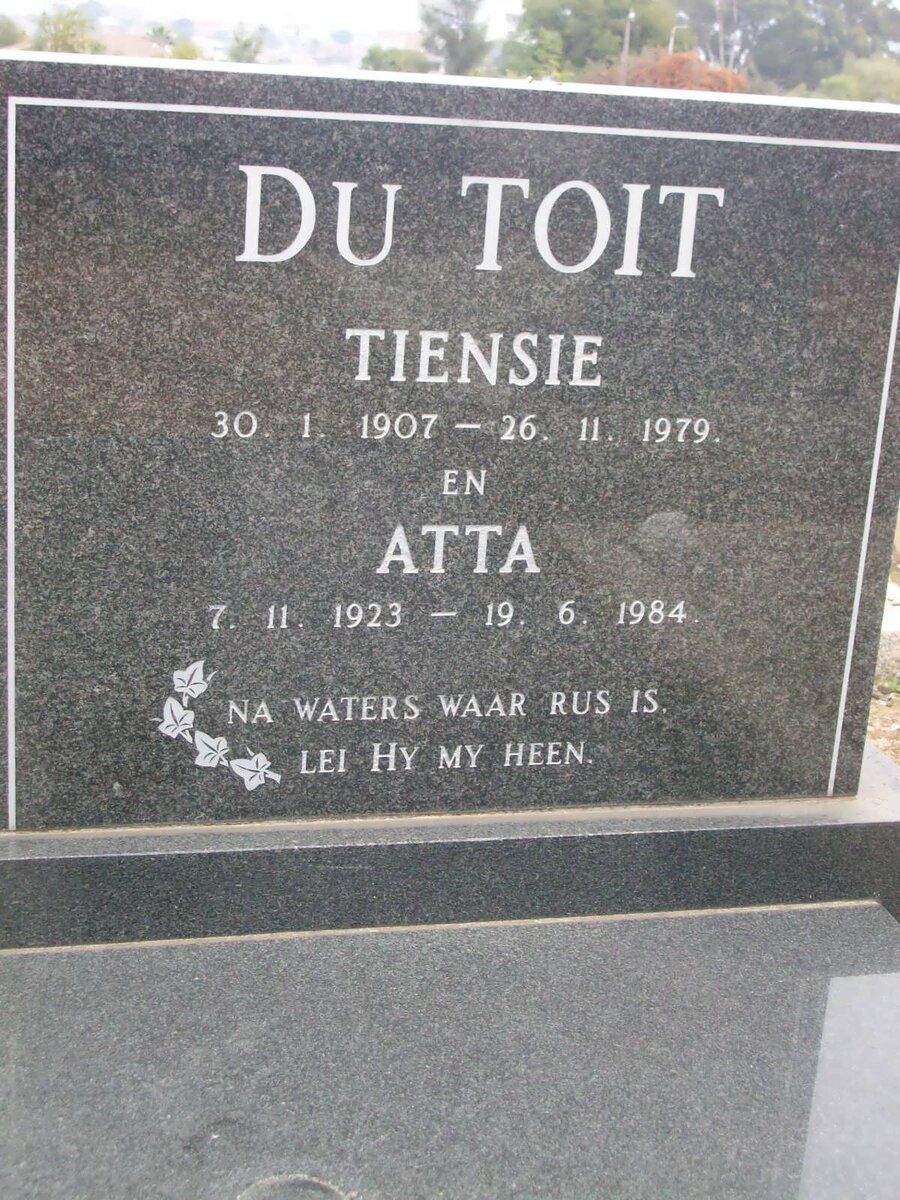 DU TOIT
TIENSIE
30. 1. 1907 – 26. 11. 1979.
EN
ATTA
7. 11. 1923 – 19. 6. 1984.
NA WATERS WAAR RUS IS,
LEI HY MY HEEN.